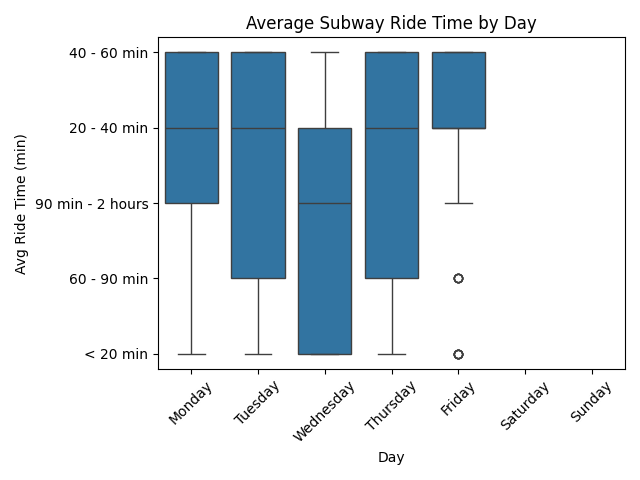 Average Subway Ride Time by Day
Avg Ride Time (min)
40 - 60 min
20 - 40 min
90 min - 2 hours
60 - 90 min
< 20 min
Monday
Tuesday
Wednesday
Thursday
Friday
Saturday
Sunday
Day